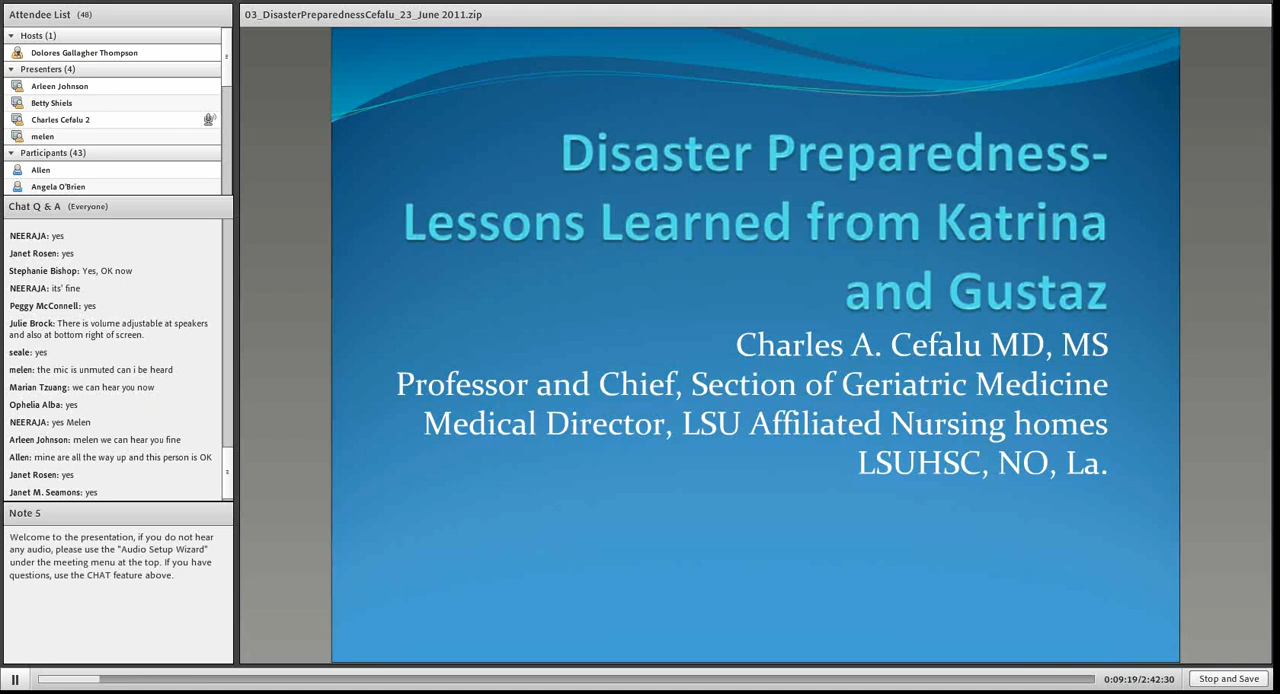 Attendee List (48)
Hosts (1)
Dolores Gallagher Thompson
Presenters (4)
Arleen Johnson
Betty Shiels
Charles Cefalu 2
melen
Participants (43)
Allen
Angela O'Brien
Chat Q & A (Everyone)
NEERAJA: yes
Janet Rosen: yes
Stephanie Bishop: Yes, OK now
NEERAJA: its' fine
Peggy McConnell: yes
Julie Brock: There is volume adjustable at speakers
and also at bottom right of screen.
seale: yes
melen: the mic is unmuted can i be heard
Marian Tzuang: we can hear you now
Ophelia Alba: yes
NEERAJA: yes Melen
Arleen Johnson: melen we can hear you fine
Allen: mine are all the way up and this person is OK
Janet Rosen: yes
Janet M. Seamons: yes
Note 5
Welcome to the presentation, if you do not hear
any audio, please use the "Audio Setup Wizard"
under the meeting menu at the top. If you have
questions, use the CHAT feature above.
03_DisasterPreparednessCefalu_23_June 2011.zip
Disaster Preparedness-
Lessons Learned from Katrina
and Gustaz
Charles A. Cefalu MD, MS
Professor and Chief, Section of Geriatric Medicine
Medical Director, LSU Affiliated Nursing homes
LSUHSC, NO, La.
0:09:19/2:42:30
Stop and Save